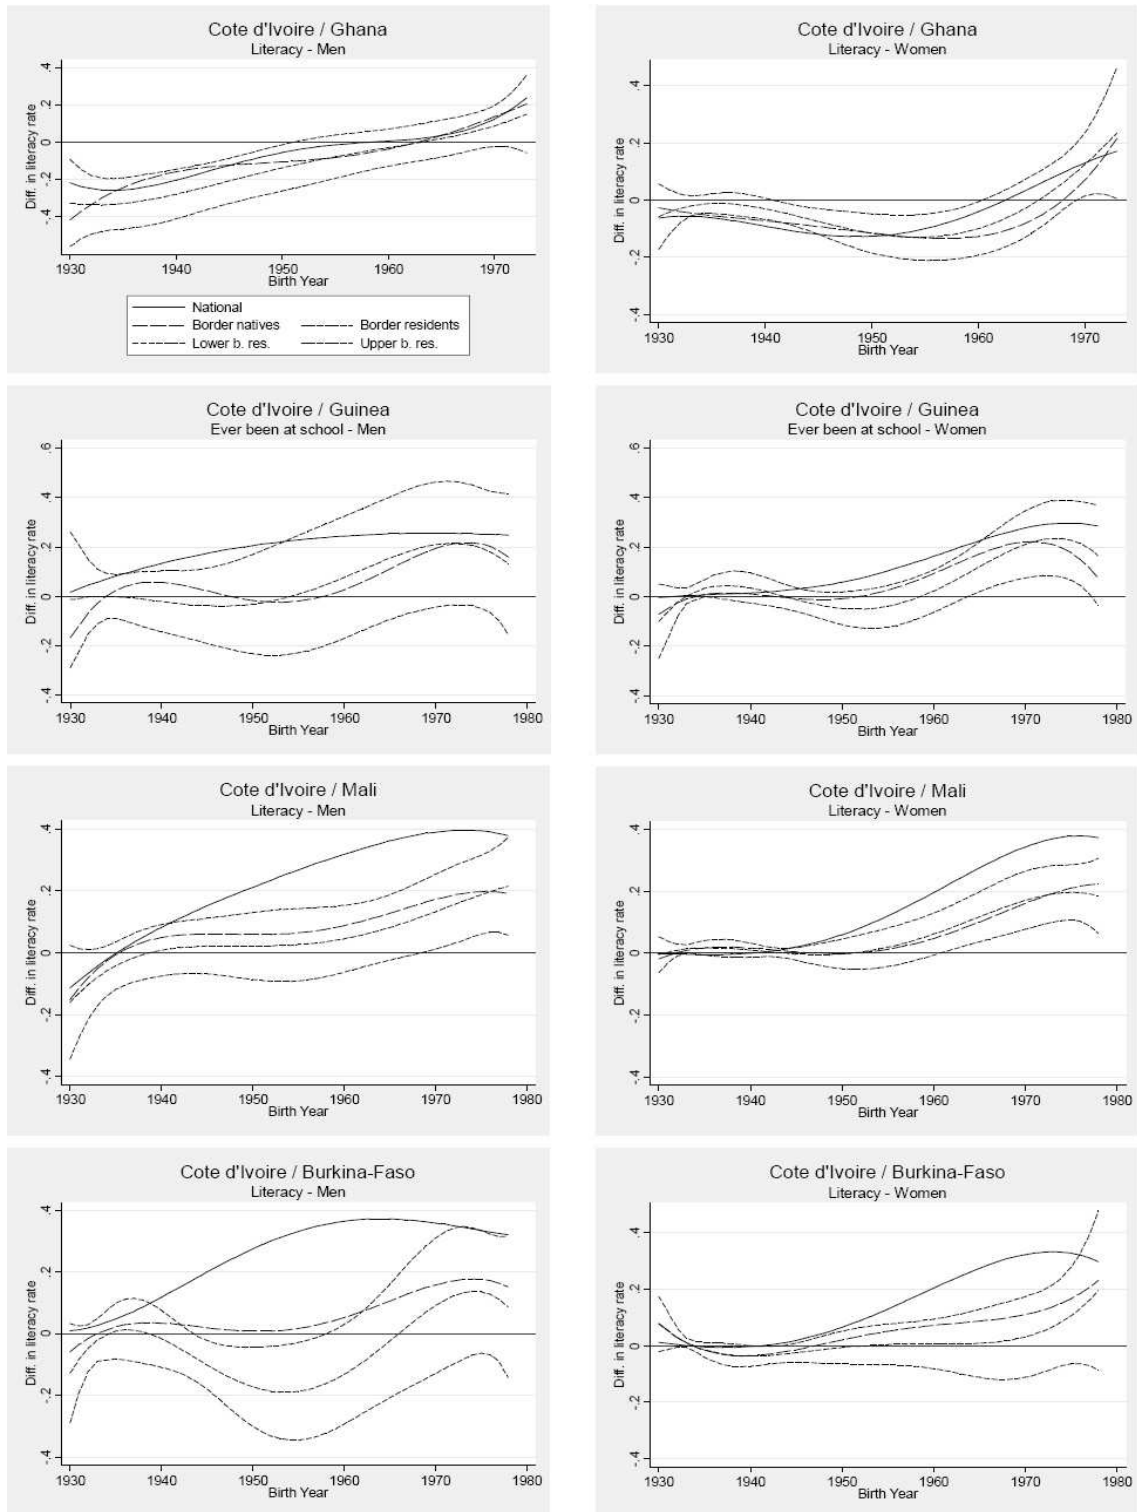 Cote d'Ivoire / Ghana
Literacy - Men
Diff. in literacy rate
-.4 -.2 0 .2 .4
1930 1940 1950 1960 1970
Birth Year
National
Border natives Border residents
Lower b. res. Upper b. res.
Cote d'Ivoire / Ghana
Literacy - Women
Diff. in literacy rate
-.4 -.2 0 .2 .4
1930 1940 1950 1960 1970
Birth Year
Cote d'Ivoire / Guinea
Ever been at school - Men
Diff. in literacy rate
-.4 -.2 0 .2 .4 .6
1930 1940 1950 1960 1970 1980
Birth Year
Cote d'Ivoire / Guinea
Ever been at school - Women
Diff. in literacy rate
-.4 -.2 0 .2 .4 .6
1930 1940 1950 1960 1970 1980
Birth Year
Cote d'Ivoire / Mali
Literacy - Men
Diff. in literacy rate
-.4 -.2 0 .2 .4
1930 1940 1950 1960 1970 1980
Birth Year
Cote d'Ivoire / Mali
Literacy - Women
Diff. in literacy rate
-.4 -.2 0 .2 .4
1930 1940 1950 1960 1970 1980
Birth Year
Cote d'Ivoire / Burkina-Faso
Literacy - Men
Diff. in literacy rate
-.4 -.2 0 .2 .4
1930 1940 1950 1960 1970 1980
Birth Year
Cote d'Ivoire / Burkina-Faso
Literacy - Women
Diff. in literacy rate
-.4 -.2 0 .2 .4
1930 1940 1950 1960 1970 1980
Birth Year